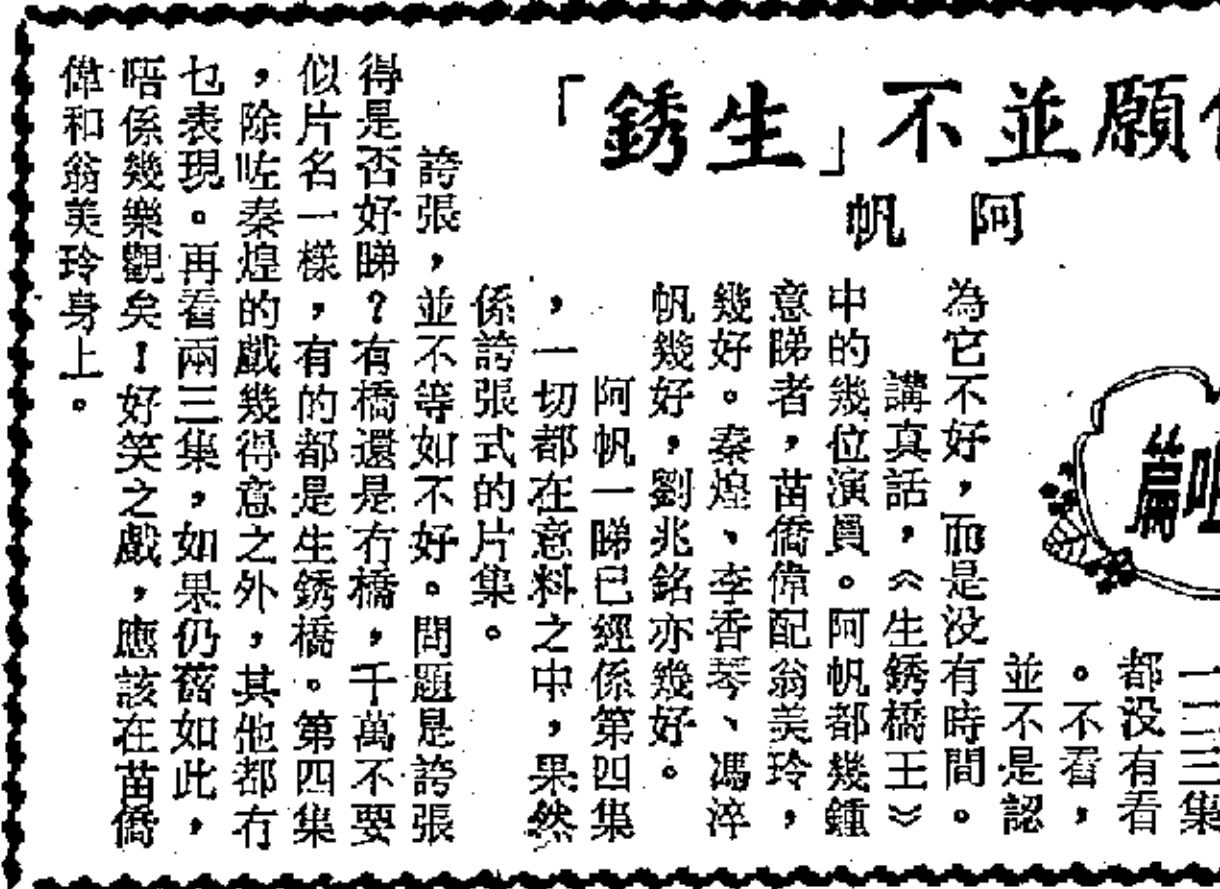 願並不「生銹」
阿帆
篇
一二三集
都没有看
。不看，
並不是認
為它不好，而是没有時間。
講真話，《生銹橋王》
中的幾位演員。阿帆都幾鍾
意睇者，苗僑偉配翁美玲，
幾好。秦煌、李香琴、馮淬
帆幾好，劉兆銘亦幾好。
阿帆一睇已經係第四集
，一切都在意料之中，果然
係誇張式的片集。
誇張，並不等如不好。問題是誇張
得是否好睇？有橋還是冇橋，千萬不要
似片名一樣，有的都是生銹橋。第四集
，除咗秦煌的戲幾得意之外，其他都冇
乜表現。再看兩三集，如果仍舊如此，
唔係幾樂觀矣！好笑之戲，應該在苗僑
偉和翁美玲身上。